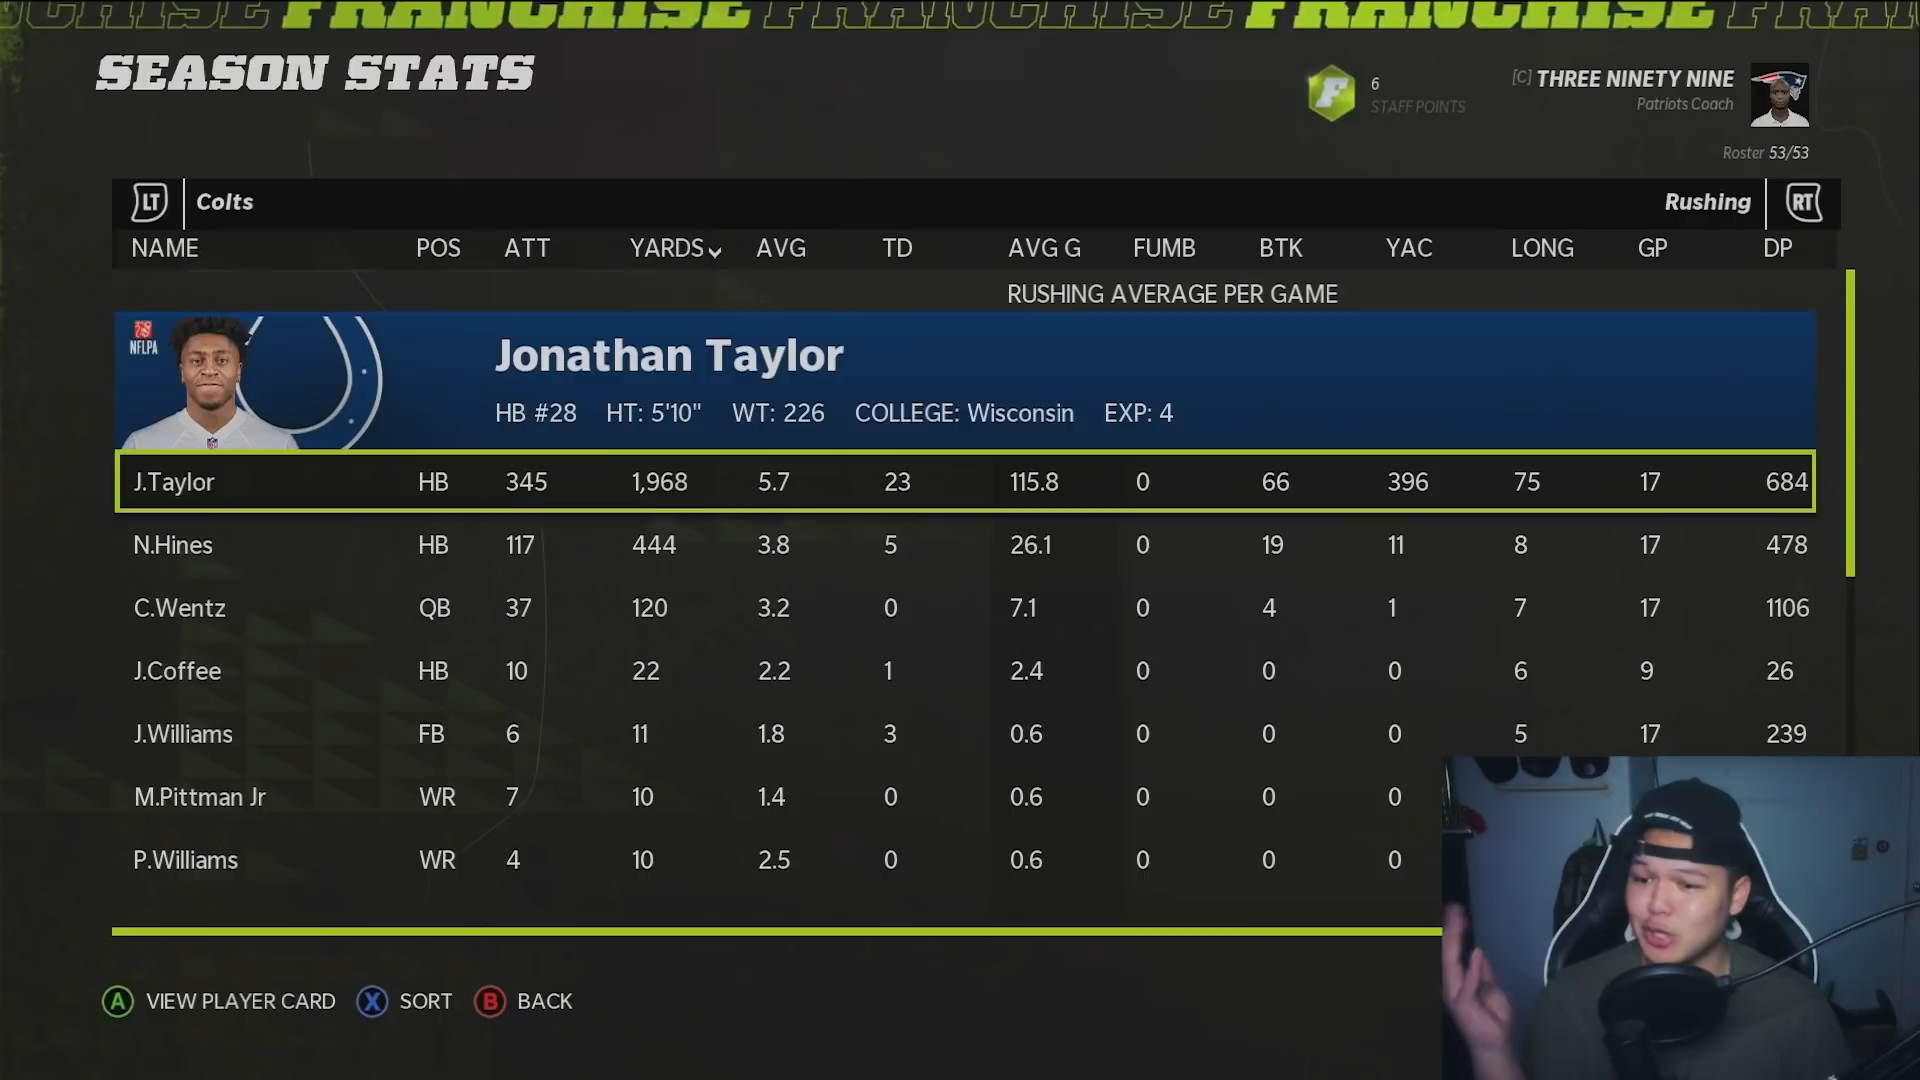 CHISE FRANCHISE FRANCHISE FRANCHISE FRAN
SEASON STATS
F
6
STAFF POINTS
[C] THREE NINETY NINE
Patriots Coach
Roster 53/53
LT Colts Rushing RT
NAME POS ATT YARDS AVG TD AVG G FUMB BTK YAC LONG GP DP
RUSHING AVERAGE PER GAME
NFLPA
Jonathan Taylor
HB #28 HT: 5'10" WT: 226 COLLEGE: Wisconsin EXP: 4
J.Taylor HB 345 1,968 5.7 23 115.8 0 66 396 75 17 684
N.Hines HB 117 444 3.8 5 26.1 0 19 11 8 17 478
C.Wentz QB 37 120 3.2 0 7.1 0 4 1 7 17 1106
J.Coffee HB 10 22 2.2 1 2.4 0 0 0 6 9 26
J.Williams FB 6 11 1.8 3 0.6 0 0 0 5 17 239
M.Pittman Jr WR 7 10 1.4 0 0.6 0 0 0
P.Williams WR 4 10 2.5 0 0.6 0 0 0
A VIEW PLAYER CARD X SORT B BACK